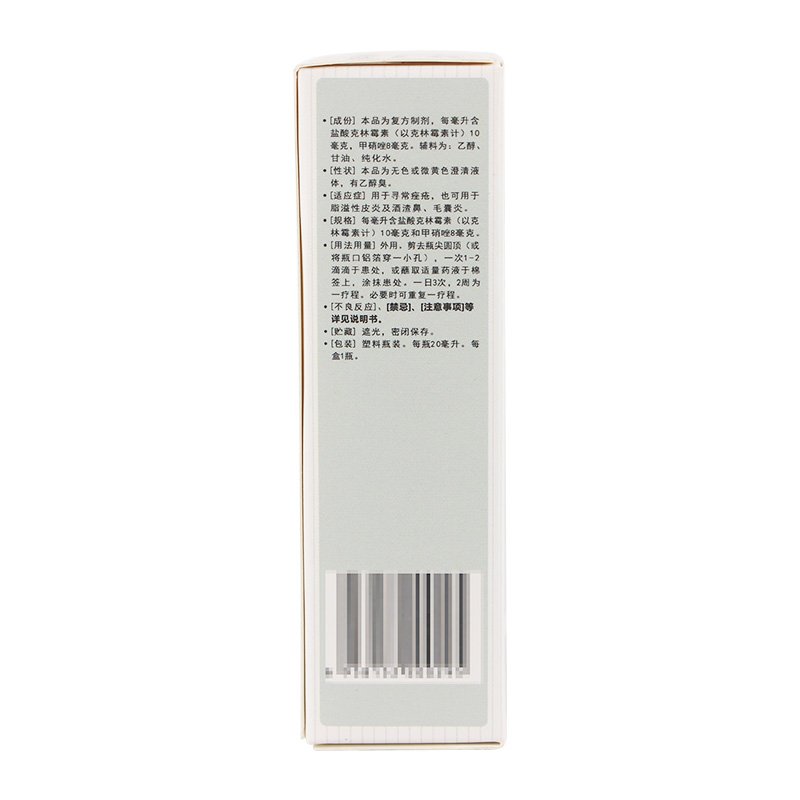 •[成份] 本品为复方制剂，每毫升含
盐酸克林霉素（以克林霉素计）10
毫克，甲硝唑8毫克。辅料为：乙醇、
甘油、纯化水。
•[性状] 本品为无色或微黄色澄清液
体，有乙醇臭。
•[适应症] 用于寻常痤疮，也可用于
脂溢性皮炎及酒渣鼻、毛囊炎。
•[规格] 每毫升含盐酸克林霉素（以克
林霉素计）10毫克和甲硝唑8毫克。
•[用法用量] 外用，剪去瓶尖圆顶（或
将瓶口铝箔穿一小孔），一次1-2
滴滴于患处，或蘸取适量药液于棉
签上，涂抹患处。一日3次，2周为
一疗程。必要时可重复一疗程。
•[不良反应]、[禁忌]、[注意事项]等
详见说明书。
•[贮藏] 遮光，密闭保存。
•[包装] 塑料瓶装。每瓶20毫升。每
盒1瓶。